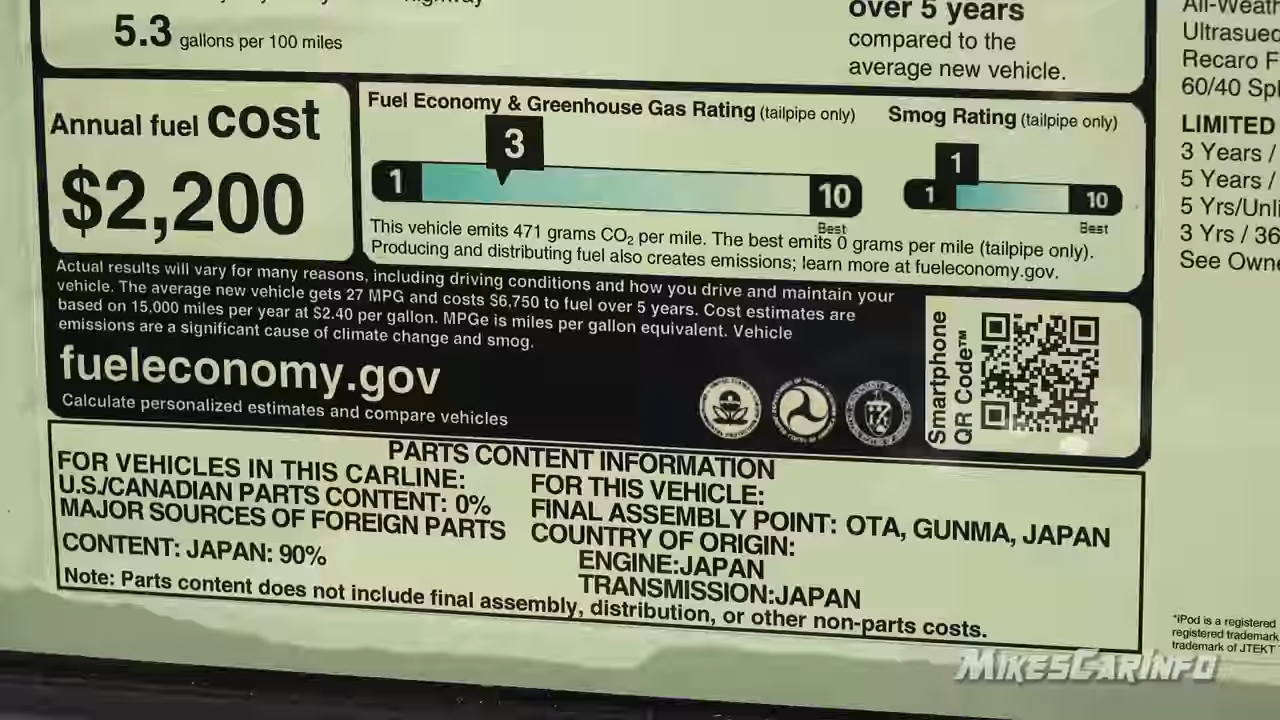 over 5 years
5.3 gallons per 100 miles
compared to the
average new vehicle.
Annual fuel cost
$2,200
Fuel Economy & Greenhouse Gas Rating (tailpipe only)
3
1
10
Best
Smog Rating (tailpipe only)
1
1
10
Best
This vehicle emits 471 grams CO₂ per mile. The best emits 0 grams per mile (tailpipe only).
Producing and distributing fuel also creates emissions; learn more at fueleconomy.gov.
Actual results will vary for many reasons, including driving conditions and how you drive and maintain your
vehicle. The average new vehicle gets 27 MPG and costs $6,750 to fuel over 5 years. Cost estimates are
based on 15,000 miles per year at $2.40 per gallon. MPGe is miles per gallon equivalent. Vehicle
emissions are a significant cause of climate change and smog.
fueleconomy.gov
Calculate personalized estimates and compare vehicles
Smartphone
QR Code™
PARTS CONTENT INFORMATION
FOR VEHICLES IN THIS CARLINE:
U.S./CANADIAN PARTS CONTENT: 0%
MAJOR SOURCES OF FOREIGN PARTS
CONTENT: JAPAN: 90%
FOR THIS VEHICLE:
FINAL ASSEMBLY POINT: OTA, GUNMA, JAPAN
COUNTRY OF ORIGIN:
ENGINE:JAPAN
TRANSMISSION:JAPAN
Note: Parts content does not include final assembly, distribution, or other non-parts costs.
Recaro
60/40
LIMITED
3 Years /
5 Years /
5 Yrs/
3 Yrs / 36
See
*iPod is a registered
registered trademark
trademark of JTEKT
MIKESCARINFO